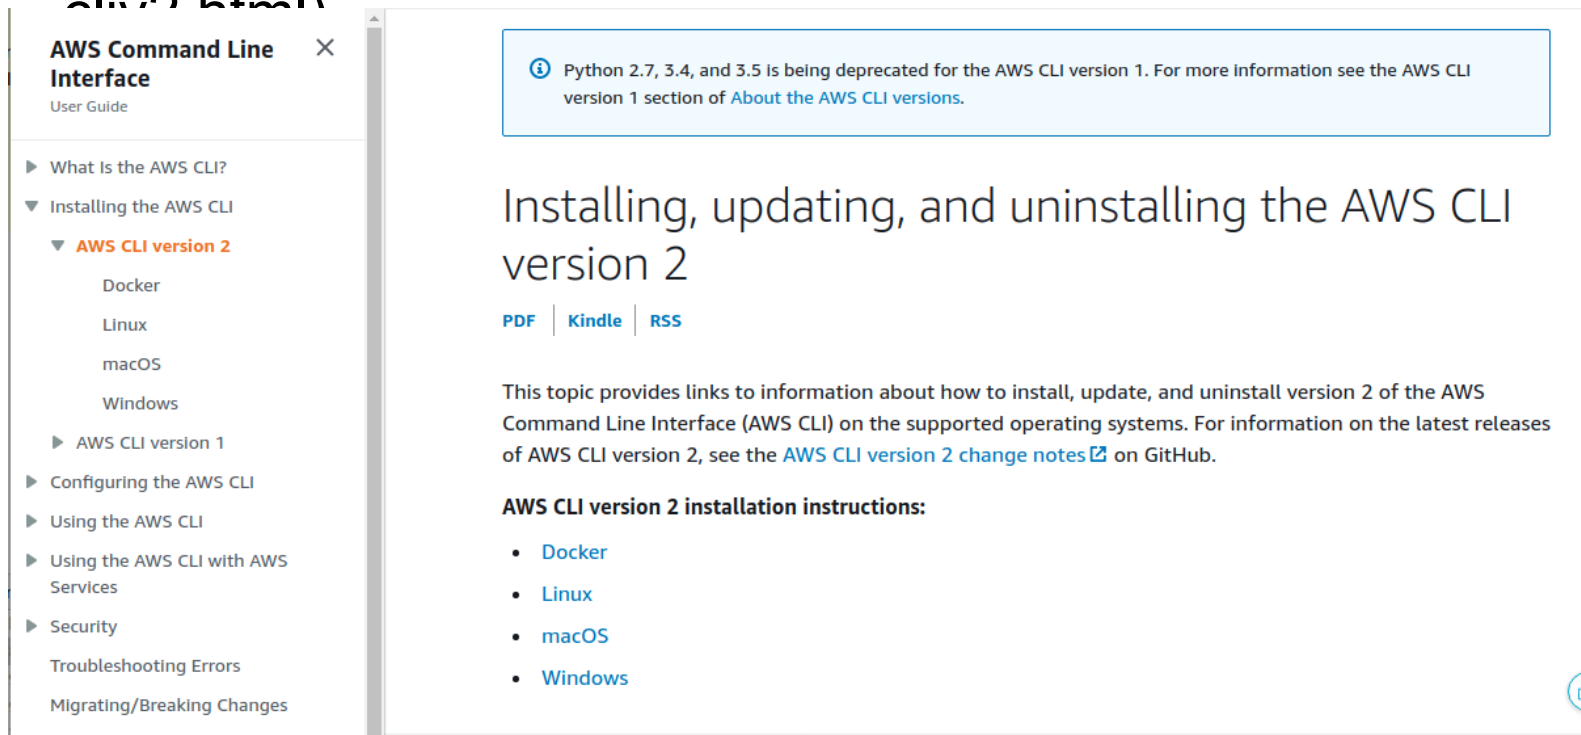 cliv2.html)
AWS Command Line
Interface
User Guide
What Is the AWS CLI?
Installing the AWS CLI
AWS CLI version 2
Docker
Linux
macOS
Windows
AWS CLI version 1
Configuring the AWS CLI
Using the AWS CLI
Using the AWS CLI with AWS
Services
Security
Troubleshooting Errors
Migrating/Breaking Changes
Python 2.7, 3.4, and 3.5 is being deprecated for the AWS CLI version 1. For more information see the AWS CLI
version 1 section of About the AWS CLI versions.
Installing, updating, and uninstalling the AWS CLI
version 2
PDF
Kindle
RSS
This topic provides links to information about how to install, update, and uninstall version 2 of the AWS
Command Line Interface (AWS CLI) on the supported operating systems. For information on the latest releases
of AWS CLI version 2, see the AWS CLI version 2 change notes on GitHub.
AWS CLI version 2 installation instructions:
Docker
Linux
macOS
Windows